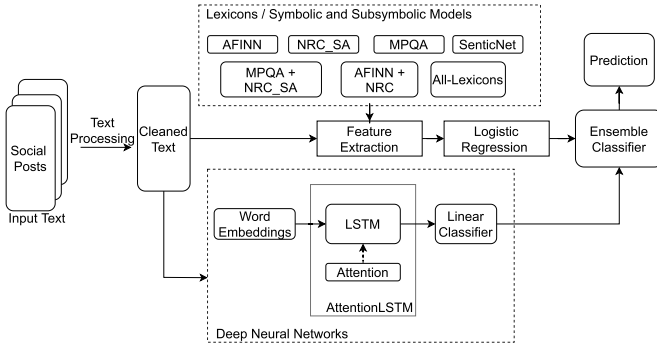 Lexicons / Symbolic and Subsymbolic Models
AFINN
NRC_SA
MPQA
SenticNet
MPQA +
NRC_SA
AFINN +
NRC
All-Lexicons
Prediction
Social
Posts
Input Text
Text
Processing
Cleaned
Text
Feature
Extraction
Logistic
Regression
Ensemble
Classifier
Word
Embeddings
LSTM
Linear
Classifier
Attention
AttentionLSTM
Deep Neural Networks